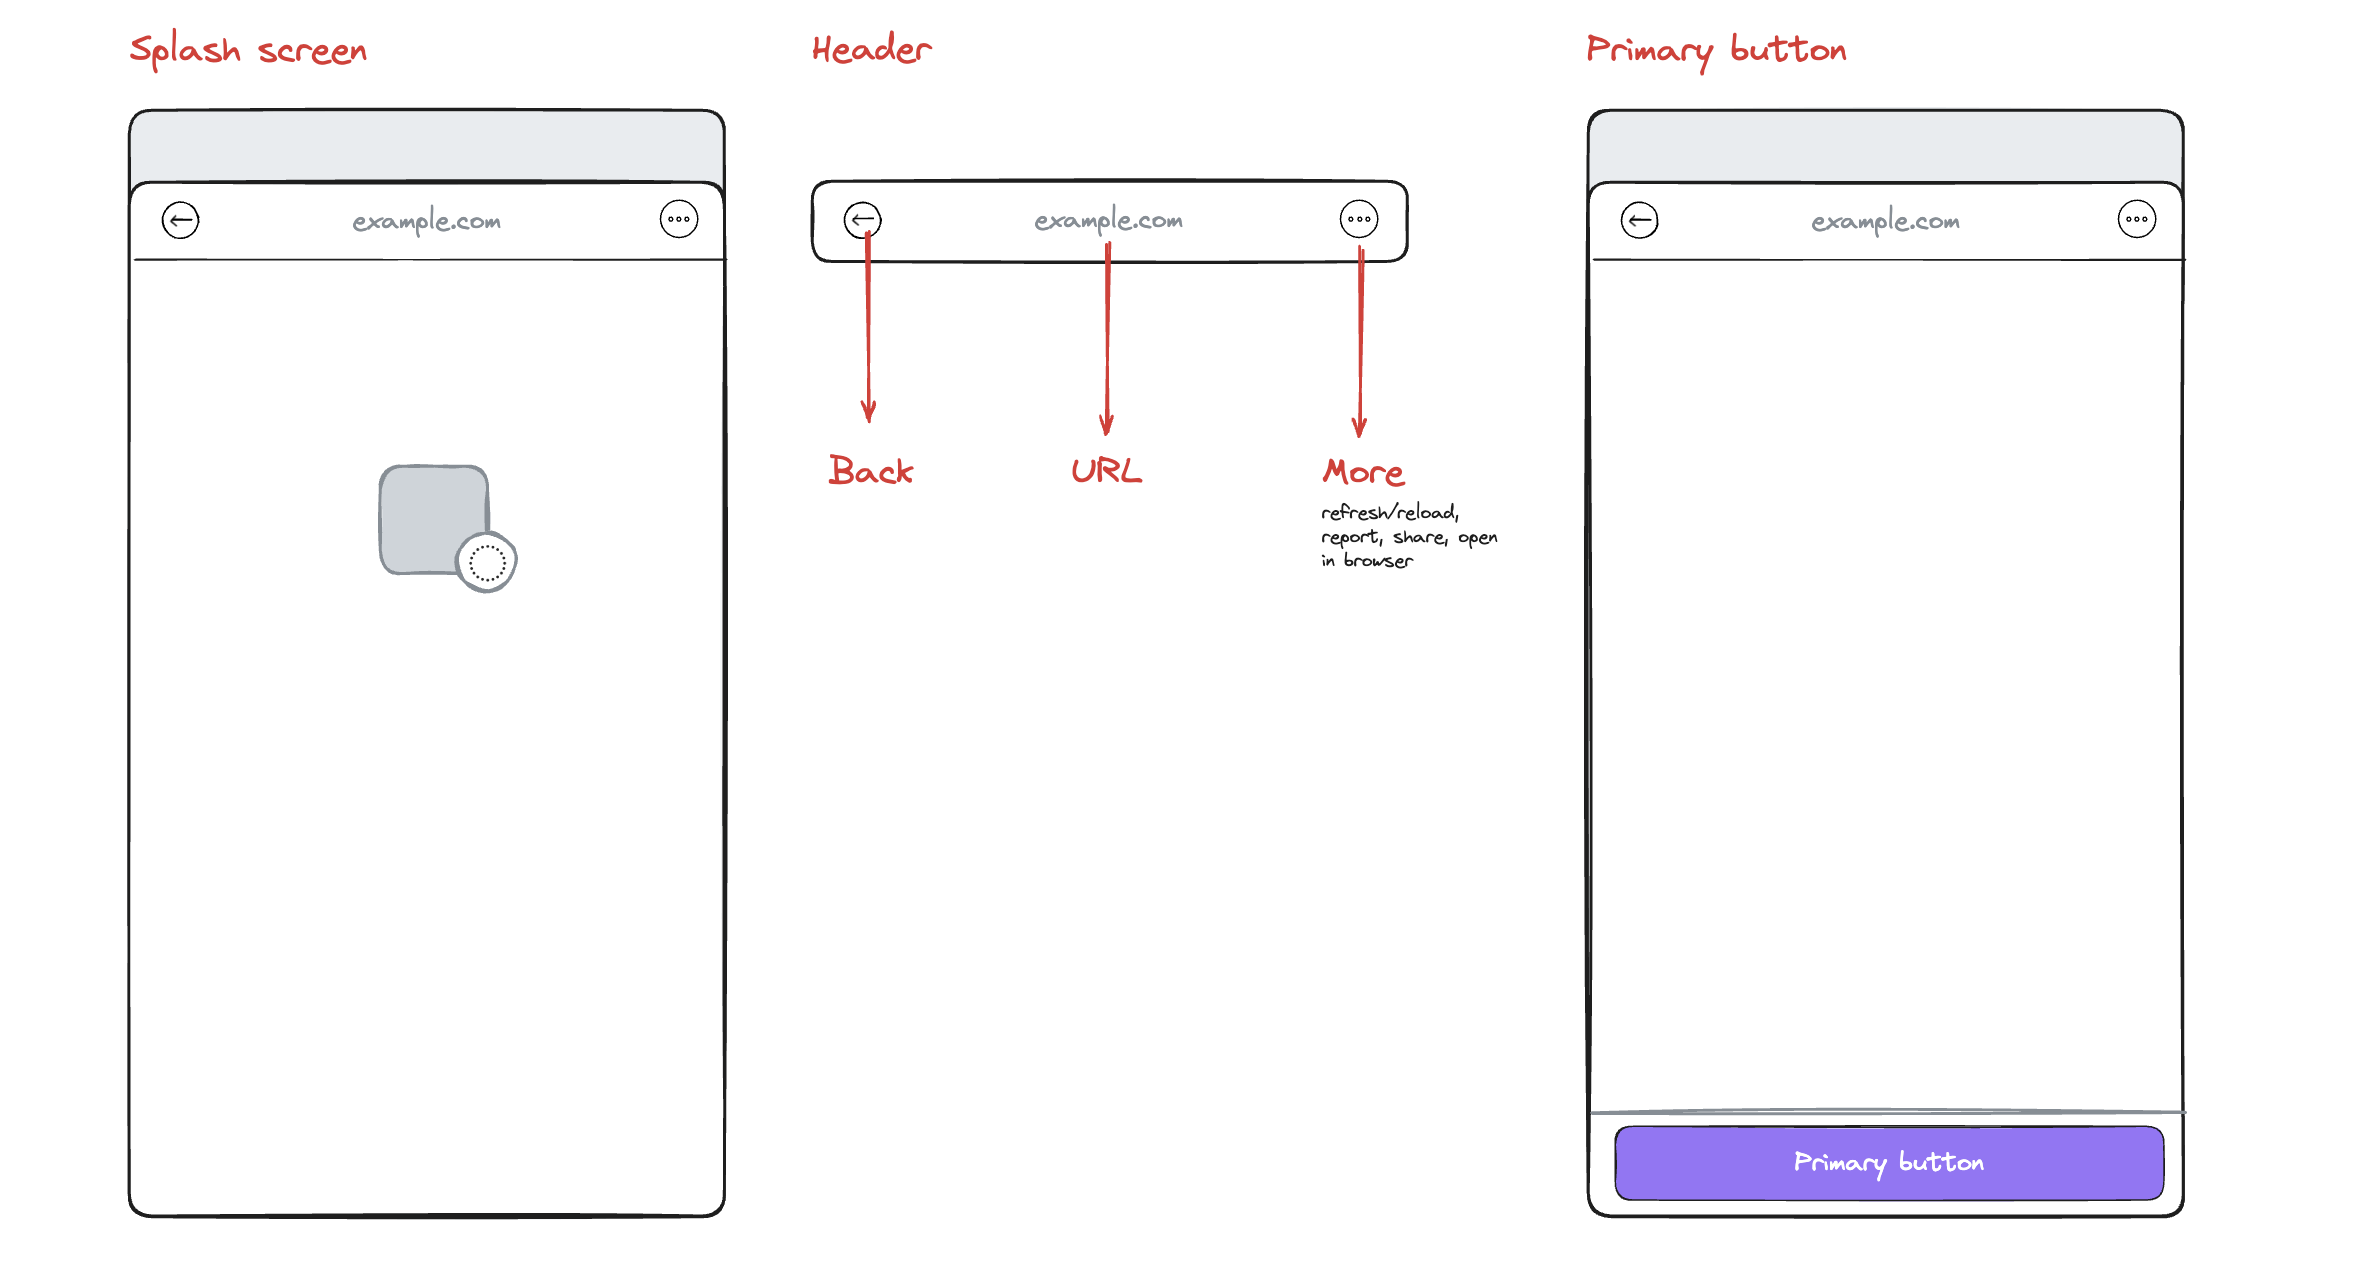 Splash screen
Header
Primary button
example.com
example.com
example.com
Back
URL
More
refresh/reload,
report, share, open
in browser
Primary button